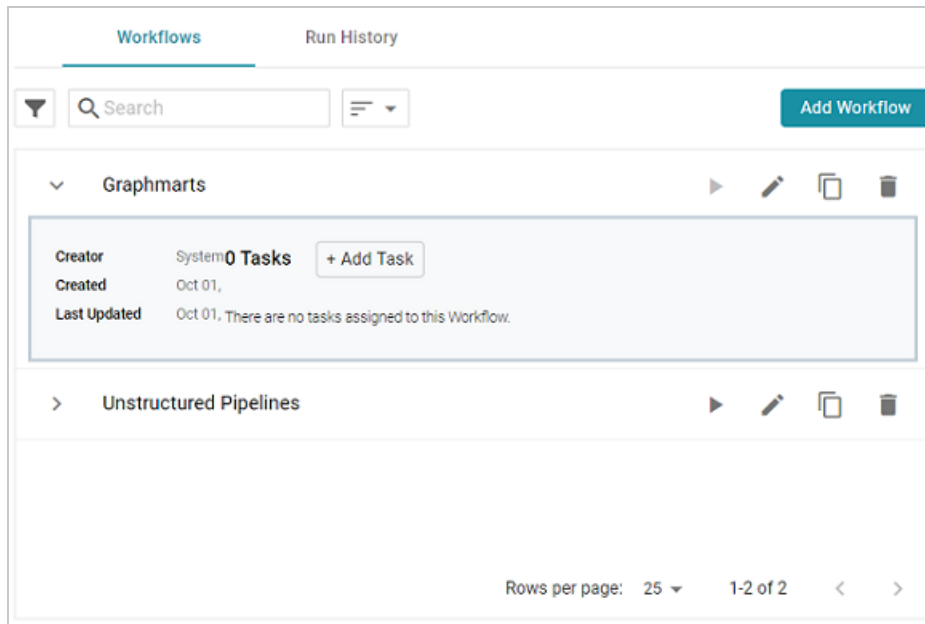 Workflows Run History
Search Add Workflow
Graphmarts
Creator System 0 Tasks + Add Task
Created Oct 01,
Last Updated Oct 01, There are no tasks assigned to this Workflow.
Unstructured Pipelines
Rows per page: 25 1-2 of 2